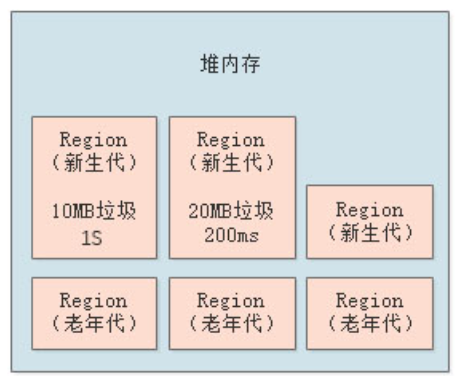 堆内存
Region
（新生代）
10MB垃圾
1S
Region
（新生代）
20MB垃圾
200ms
Region
（新生代）
Region
（老年代）
Region
（老年代）
Region
（老年代）